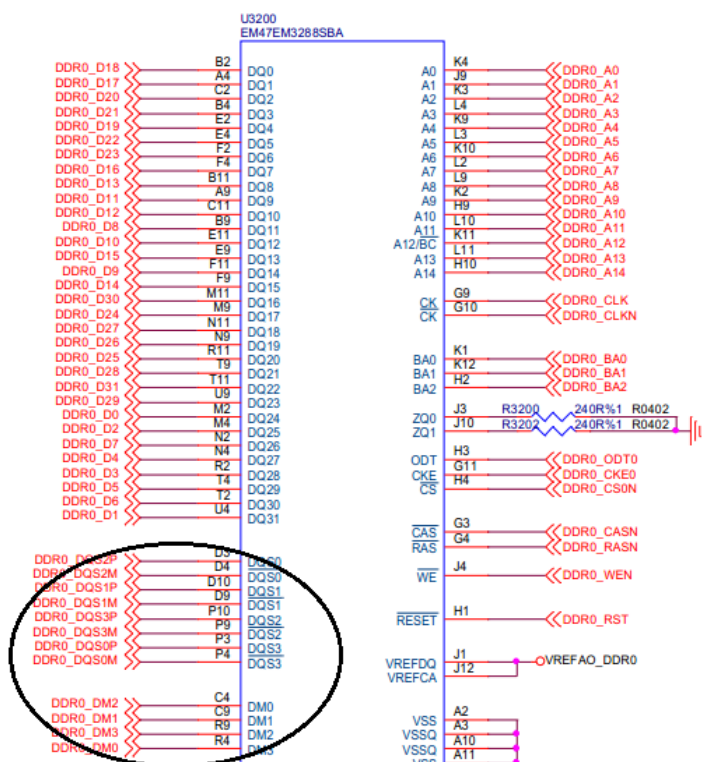 U3200
EM47EM3288SBA
DDR0_D18 B2 DQ0
DDR0_D17 A4 DQ1
DDR0_D20 C2 DQ2
DDR0_D21 B4 DQ3
DDR0_D19 E2 DQ4
DDR0_D22 E4 DQ5
DDR0_D23 F2 DQ6
DDR0_D16 F4 DQ7
DDR0_D13 B11 DQ8
DDR0_D11 A9 DQ9
DDR0_D12 C11 DQ10
DDR0_D8 B9 DQ11
DDR0_D10 E11 DQ12
DDR0_D15 E9 DQ13
DDR0_D9 F11 DQ14
DDR0_D14 F9 DQ15
DDR0_D30 M11 DQ16
DDR0_D24 M9 DQ17
DDR0_D27 N11 DQ18
DDR0_D26 N9 DQ19
DDR0_D25 R11 DQ20
DDR0_D28 T9 DQ21
DDR0_D31 T11 DQ22
DDR0_D29 U9 DQ23
DDR0_D0 M2 DQ24
DDR0_D2 M4 DQ25
DDR0_D7 N2 DQ26
DDR0_D4 N4 DQ27
DDR0_D3 R2 DQ28
DDR0_D5 T4 DQ29
DDR0_D6 T2 DQ30
DDR0_D1 U4 DQ31
DDR0_DQS2P D3 DQS0
DDR0_DQS2M D4 DQS0
DDR0_DQS1P D10 DQS1
DDR0_DQS1M D9 DQS1
DDR0_DQS3P P10 DQS2
DDR0_DQS3M P9 DQS2
DDR0_DQS0P P3 DQS3
DDR0_DQS0M P4 DQS3
DDR0_DM2 C4 DM0
DDR0_DM1 C9 DM1
DDR0_DM3 R9 DM2
DDR0_DM0 R4 DM3
A0 K4 DDR0_A0
A1 J9 DDR0_A1
A2 K3 DDR0_A2
A3 L4 DDR0_A3
A4 K9 DDR0_A4
A5 L3 DDR0_A5
A6 K10 DDR0_A6
A7 L2 DDR0_A7
A8 L9 DDR0_A8
A9 K2 DDR0_A9
A10 H9 DDR0_A10
A11 L10 DDR0_A11
A12/BC K11 DDR0_A12
A13 L11 DDR0_A13
A14 H10 DDR0_A14
CK G9 DDR0_CLK
CK G10 DDR0_CLKN
BA0 K1 DDR0_BA0
BA1 K12 DDR0_BA1
BA2 H2 DDR0_BA2
ZQ0 J3 R3200 240R%1 R0402
ZQ1 J10 R3202 240R%1 R0402
ODT H3 DDR0_ODT0
CKE G11 DDR0_CKE0
CS H4 DDR0_CS0N
CAS G3 DDR0_CASN
RAS G4 DDR0_RASN
WE J4 DDR0_WEN
RESET H1 DDR0_RST
VREFDQ J1 VREFAO_DDR0
VREFCA J12
VSS A2
VSSQ A3
VSSQ A10
VSS A11